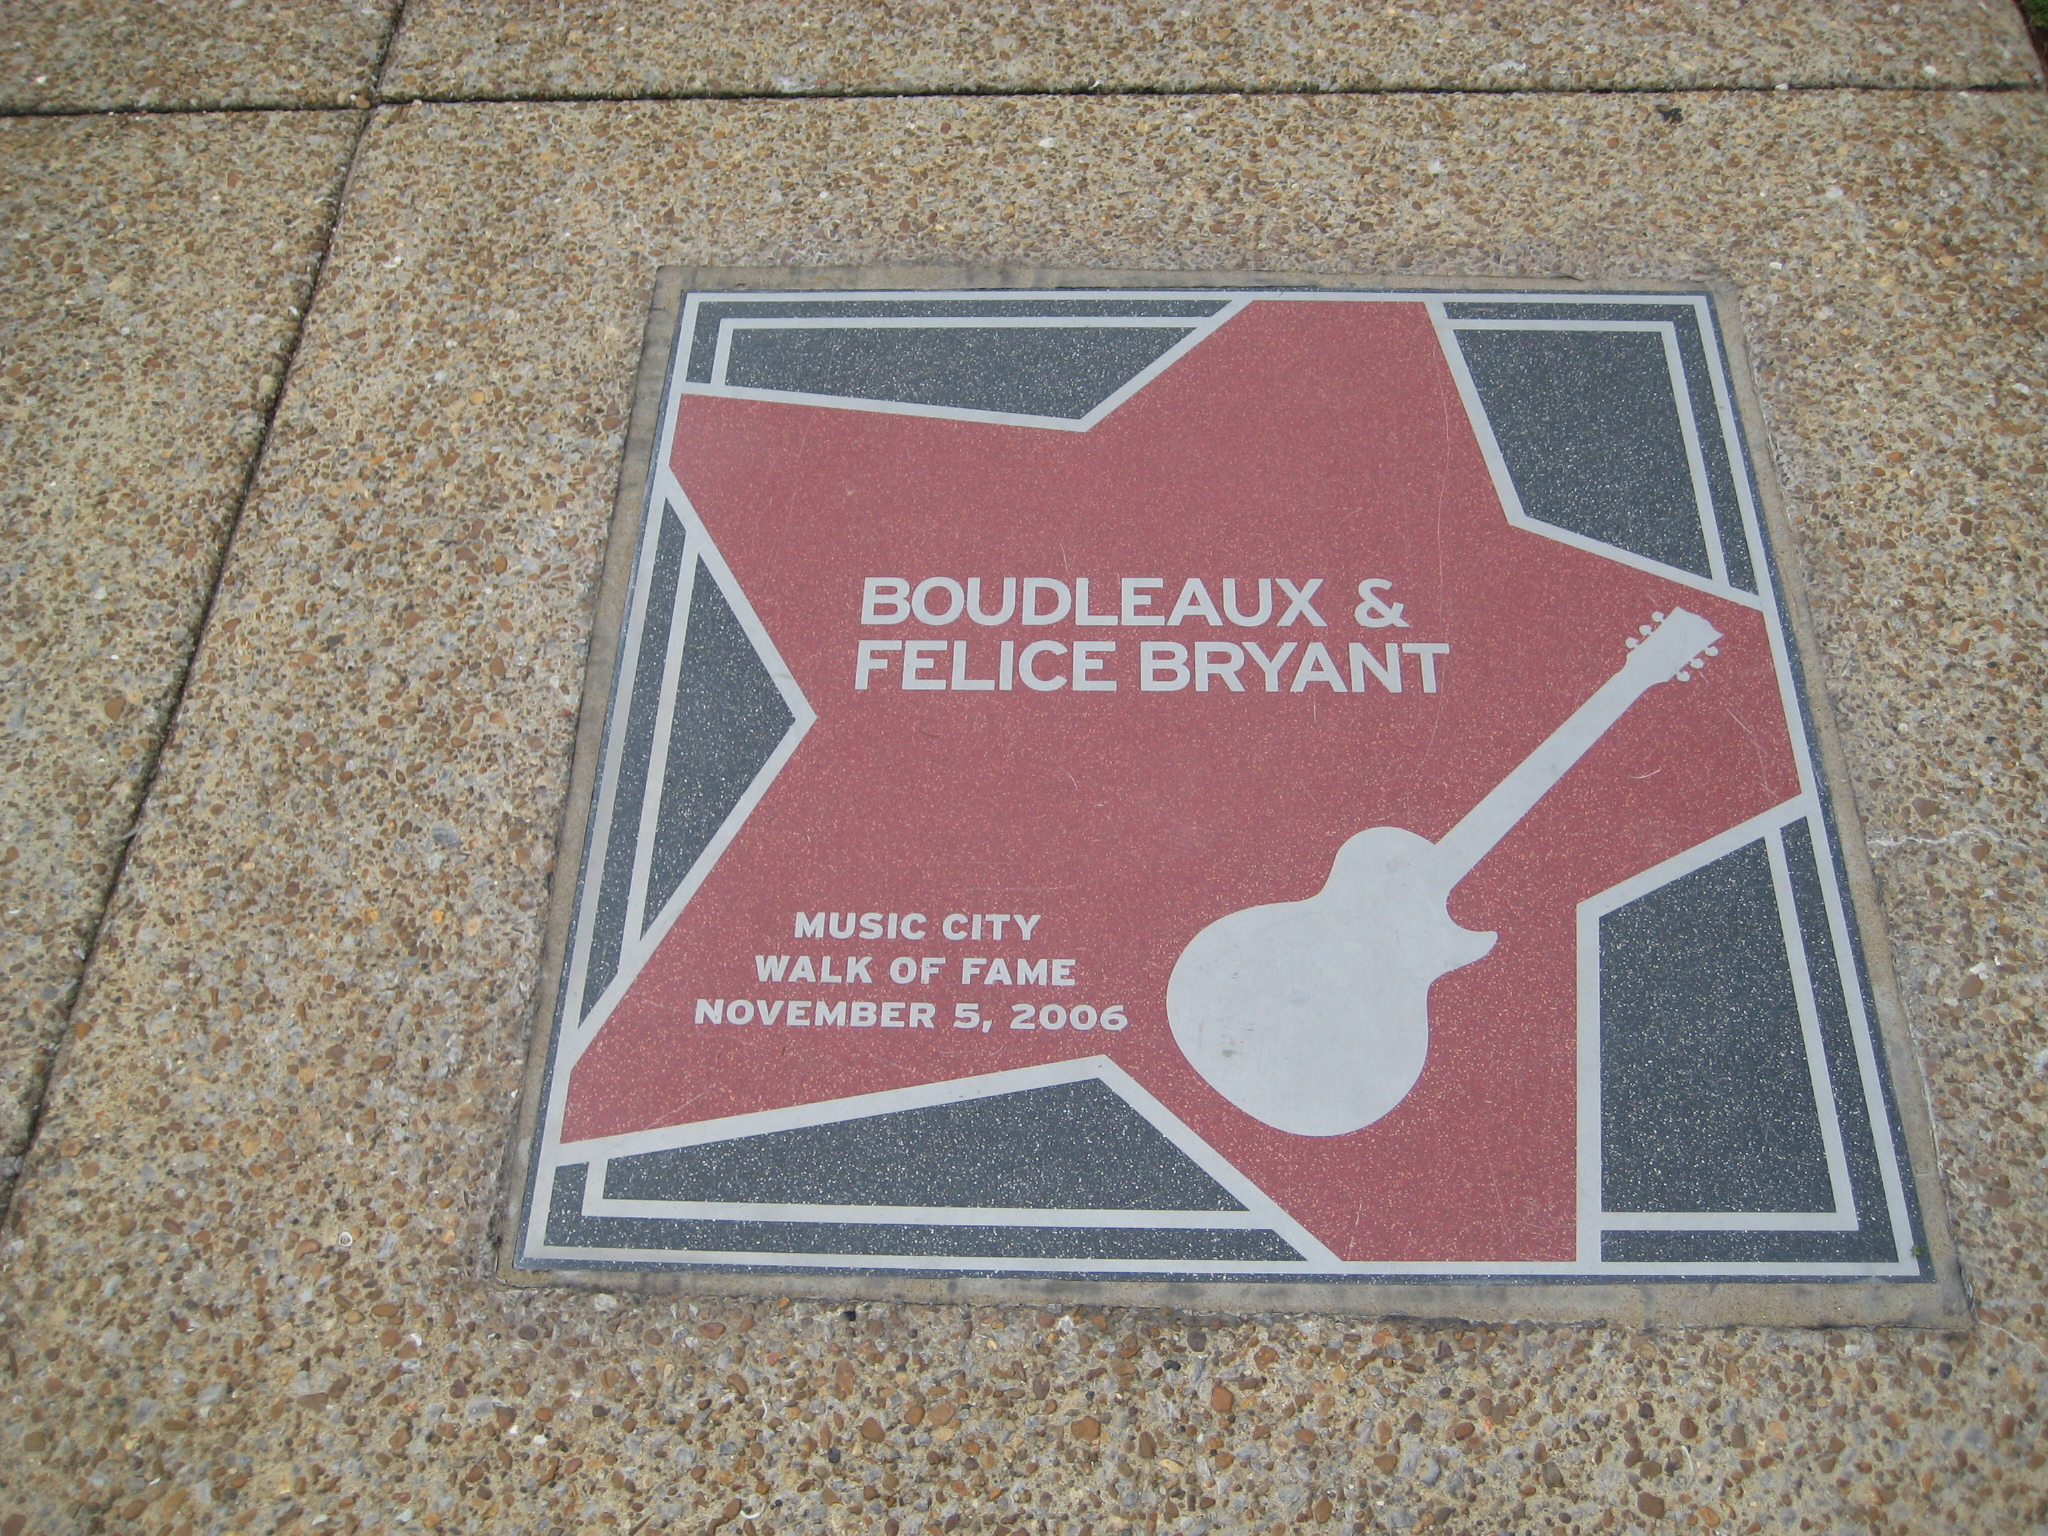 BOUDLEAUX &
FELICE BRYANT
MUSIC CITY
WALK OF FAME
NOVEMBER 5, 2006